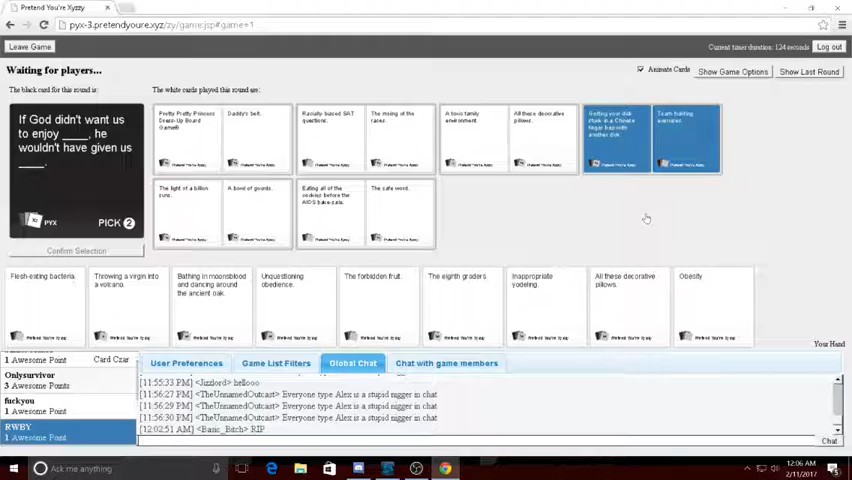 Pretend You're Xyzzy
pyx-3.pretendyoure.xyz/zy/game.jsp#game=1
Leave Game
Current timer duration: 124 seconds
Log out
Waiting for players...
Animate Cards
Show Game Options
Show Last Round
The black card for this round is:
The white cards played this round are:
If God didn't want us
to enjoy ____, he
wouldn't have given us
____.
PYX
PICK 2
Confirm Selection
Pretty Pretty Princess
Dress-Up Board
Game®
Daddy's belt.
Racially biased SAT
questions.
The mixing of the
races.
A toxic family
environment.
All these decorative
pillows.
Getting your dick
stuck in a Chinese
finger trap with
another dick.
Team building
exercises.
The light of a billion
suns.
A bowl of gourds.
Eating all of the
cookies before the
AIDS bake-sale.
The safe word.
Flesh-eating bacteria.
Throwing a virgin into
a volcano.
Bathing in moonsblood
and dancing around
the ancient oak.
Unquestioning
obedience.
The forbidden fruit.
The eighth graders.
Inappropriate
yodeling.
All these decorative
pillows.
Obesity
Pretend You're Xyzzy
Your Hand
1 Awesome Point
Card Czar
Onlysurvivor
3 Awesome Points
fuckyou
1 Awesome Point
RWBY
1 Awesome Point
User Preferences
Game List Filters
Global Chat
Chat with game members
[11:55:33 PM] <Jizzlord> hellooo
[11:56:27 PM] <TheUnnamedOutcast> Everyone type Alex is a stupid nigger in chat
[11:56:29 PM] <TheUnnamedOutcast> Everyone type Alex is a stupid nigger in chat
[11:56:30 PM] <TheUnnamedOutcast> Everyone type Alex is a stupid nigger in chat
[12:02:51 AM] <Basic_Bitch> RIP
Chat
Ask me anything
12:06 AM
2/11/2017